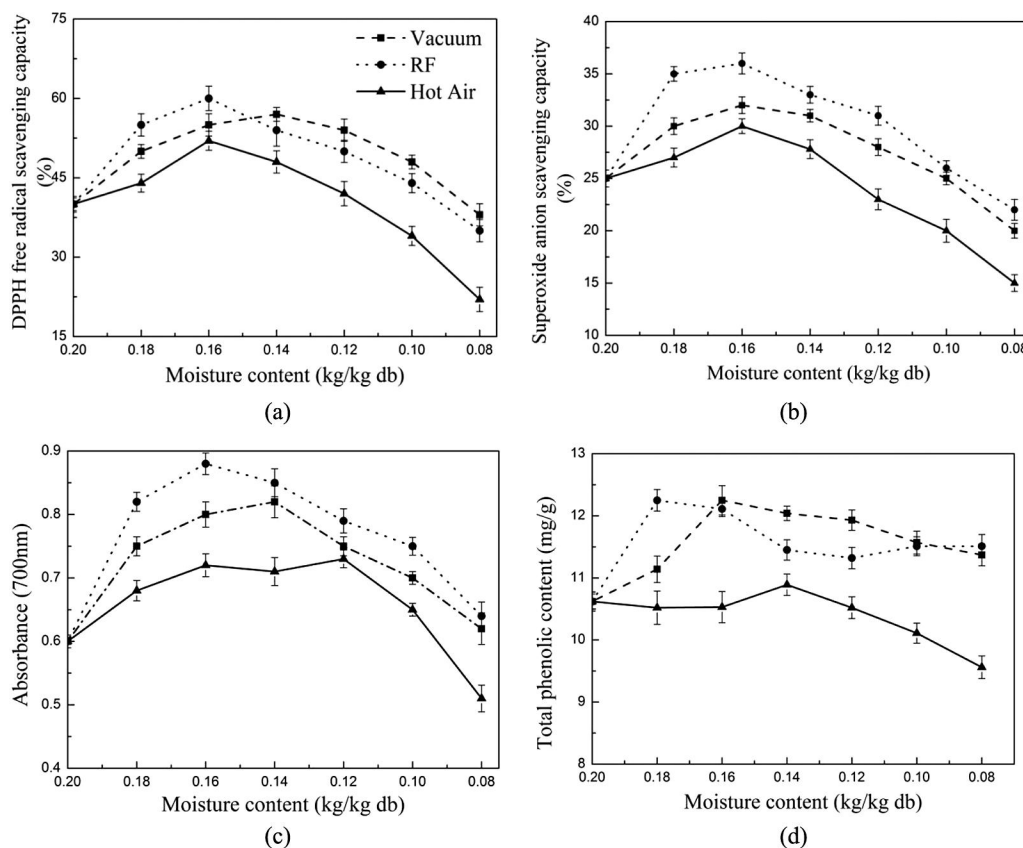 DPPH free radical scavenging capacity
(%)
75
60
45
30
15
Vacuum
RF
Hot Air
0.20 0.18 0.16 0.14 0.12 0.10 0.08
Moisture content (kg/kg db)
(a)
Superoxide anion scavenging capacity
(%)
40
35
30
25
20
15
10
0.20 0.18 0.16 0.14 0.12 0.10 0.08
Moisture content (kg/kg db)
(b)
Absorbance (700nm)
0.9
0.8
0.7
0.6
0.5
0.4
0.20 0.18 0.16 0.14 0.12 0.10 0.08
Moisture content (kg/kg db)
(c)
Total phenolic content (mg/g)
13
12
11
10
9
8
0.20 0.18 0.16 0.14 0.12 0.10 0.08
Moisture content (kg/kg db)
(d)